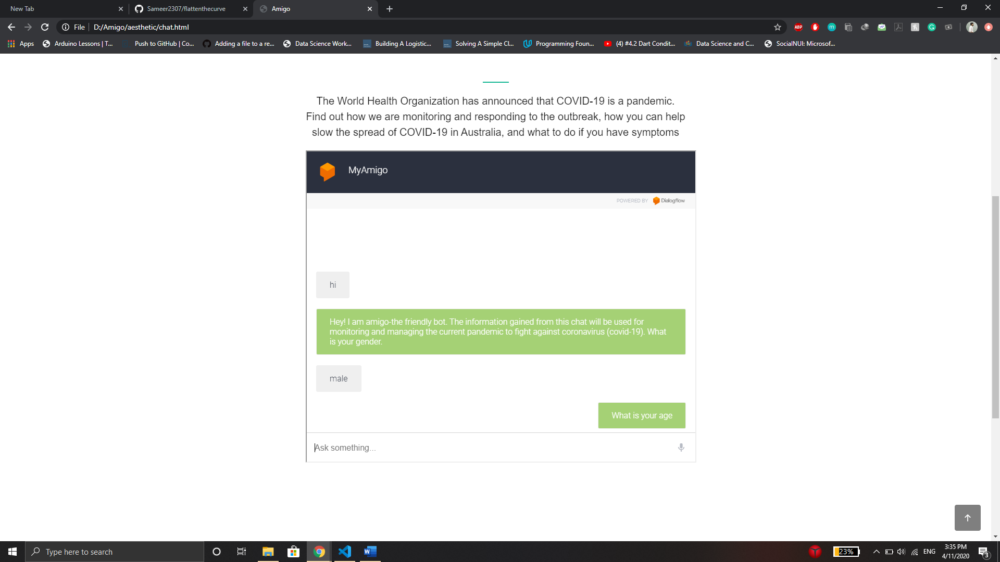 New Tab
Sameer2307/flattenthecurve
Amigo
File
D:/Amigo/aesthetic/chat.html
ABP
m
G
Apps
Arduino Lessons | T...
Push to GitHub | Co...
Adding a file to a re...
Data Science Work...
Building A Logistic...
Solving A Simple Cl...
Programming Foun...
(4) #4.2 Dart Condit...
Data Science and C...
SocialNUI: Microsof...
The World Health Organization has announced that COVID-19 is a pandemic.
Find out how we are monitoring and responding to the outbreak, how you can help
slow the spread of COVID-19 in Australia, and what to do if you have symptoms
MyAmigo
POWERED BY Dialogflow
hi
Hey! I am amigo-the friendly bot. The information gained from this chat will be used for
monitoring and managing the current pandemic to fight against coronavirus (covid-19). What
is your gender.
male
What is your age
Ask something...
Type here to search
W
23%
ENG
3:35 PM
4/11/2020
3